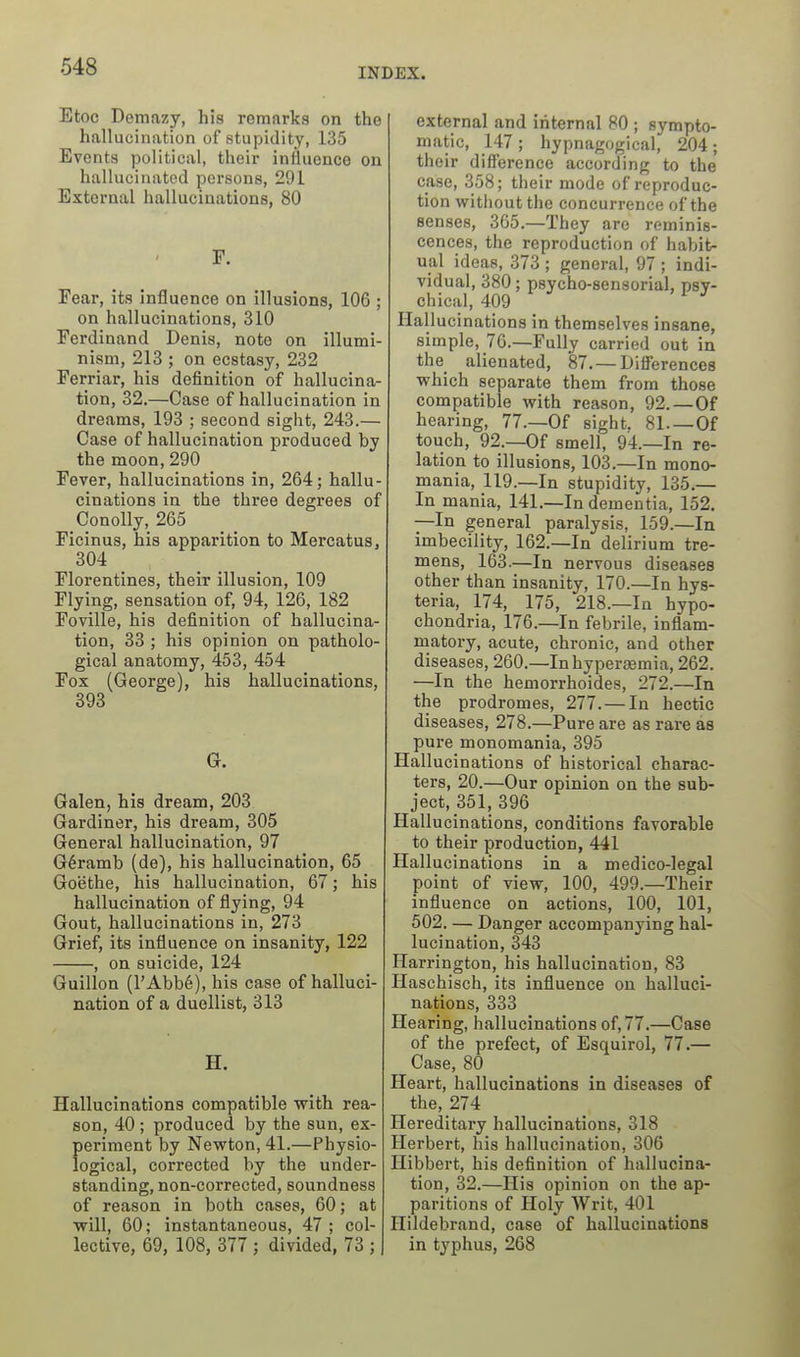 548
INDEX.
Etoc Demazy, his remarks on the
hallucination of stupidity, 135
Events political, their influence on
hallucinated persons, 291
External hallucinations, 80
F.
Fear, its influence on illusions, 106 ;
on hallucinations, 310
Ferdinand Denis, note on illumi-
nism, 213 ; on ecstasy, 232
Ferriar, his definition of hallucina-
tion, 32.—Case of hallucination in
dreams, 193 ; second sight, 243.—
Case of hallucination produced by
the moon, 290
Fever, hallucinations in, 264; hallu-
cinations in the three degrees of
Conolly, 265
Ficinus, his apparition to Mercatus,
304
Florentines, their illusion, 109
Flying, sensation of, 94, 126, 182
Foville, his definition of hallucina-
tion, 33 ; his opinion on patholo-
gical anatomy, 453, 454
Fox (George), his hallucinations,
393
G.
Galen, his dream, 203
Gardiner, his dream, 305
General hallucination, 97
Géramb (de), his hallucination, 65
Goëthe, his hallucination, 67; his
hallucination of flying, 94
Gout, hallucinations in, 273
Grief, its influence on insanity, 122
——, on suicide, 124
Guillon (l'Abbé), his case of halluci-
nation of a duellist, 313
H.
Hallucinations compatible with rea-
son, 40 ; produced by the sun, ex-
periment by Newton, 41.—Physio-
logical, corrected by the under-
standing, non-corrected, soundness
of reason in both cases, 60; at
will, 60; instantaneous, 47 ; col-
lective, 69, 108, 377 ; divided, 73 ;
external and internal 80 ; sympto-
matic, 147 ; hypnagogical, 204 ;
their difference according to the
case, 358; their mode of reproduc-
tion without the concurrence of the
senses, 365.—They are reminis-
cences, the reproduction of habit-
ual ideas, 373 ; general, 97 ; indi-
vidual, 380 ; psycho-sensorial, psy-
chical, 409
Hallucinations in themselves insane,
simple, 76.—Fully carried out in
the alienated, 87.—Differences
which separate them from those
compatible with reason, 92.—Of
hearing, 77.—Of sight, 81.—Of
touch, 92.—Of smell, 94.—In re-
lation to illusions, 103.—In mono-
mania, 119.—In stupidity, 135.—
In mania, 141.—In dementia, 152.
—In general paralysis, 159.—In
imbecility, 162.—In delirium tre-
mens, 163.—In nervous diseases
other than insanity, 170.—In hys-
teria, 174, 175, 218.—In hypo-
chondria, 176.—In febrile, inflam-
matory, acute, chronic, and other
diseases, 260.—In hyperæmia, 262.
—In the hemorrhoides, 272.—In
the prodromes, 277.—In hectic
diseases, 278.—Pure are as rare as
pure monomania, 395
Hallucinations of historical charac-
ters, 20.—Our opinion on the sub-
ject, 351, 396
Hallucinations, conditions favorable
to their production, 441
Hallucinations in a medico-legal
point of view, 100, 499.—Their
influence on actions, 100, 101,
502. — Danger accompanying hal-
lucination, 343
Harrington, his hallucination, 83
Haschisch, its influence on halluci-
nations, 333
Hearing, hallucinations of, 77.—Case
of the prefect, of Esquirol, 77.—
Case, 80
Heart, hallucinations in diseases of
the, 274
Hereditary hallucinations, 318
Herbert, his hallucination, 306
Hibbert, his definition of hallucina-
tion, 32.—His opinion on the ap-
paritions of Holy Writ, 401
Hildebrand, case of hallucinations
in typhus, 268